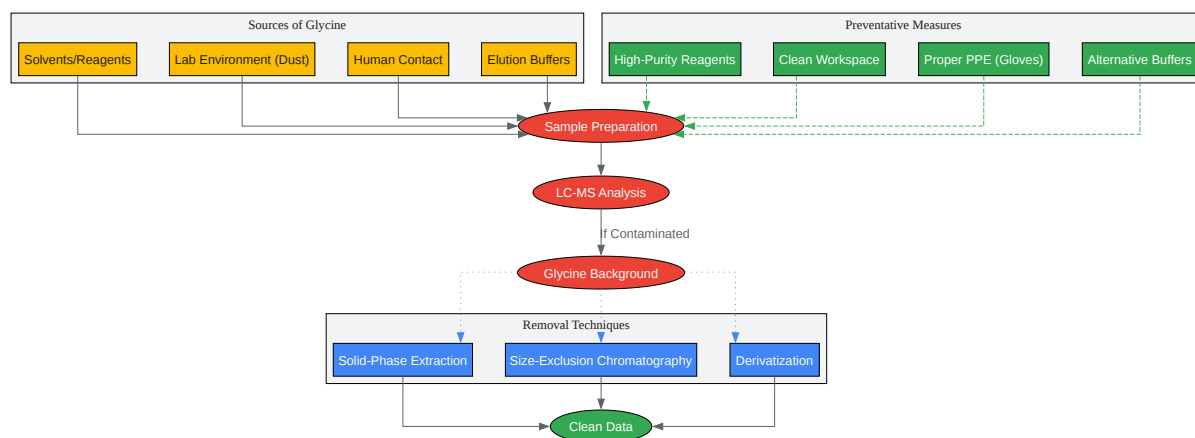 Sources of Glycine
Preventative Measures
Solvents/Reagents
Lab Environment (Dust)
Human Contact
Elution Buffers
High-Purity Reagents
Clean Workspace
Proper PPE (Gloves)
Alternative Buffers
Sample Preparation
LC-MS Analysis
If Contaminated
Glycine Background
Removal Techniques
Solid-Phase Extraction
Size-Exclusion Chromatography
Derivatization
Clean Data